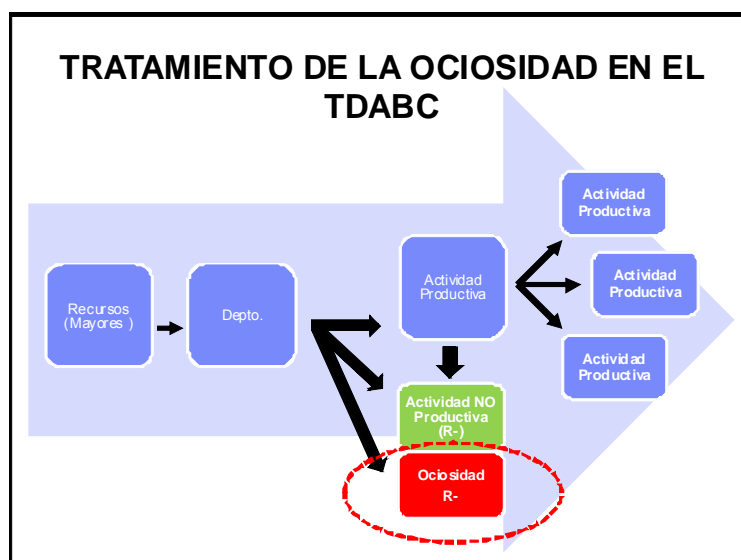 TRATAMIENTO DE LA OCIOSIDAD EN EL
TDABC
Recursos
(Mayores )
Depto.
Actividad
Productiva
Actividad NO
Productiva
(R-)
Ociosidad
R-
Actividad
Productiva
Actividad
Productiva
Actividad
Productiva